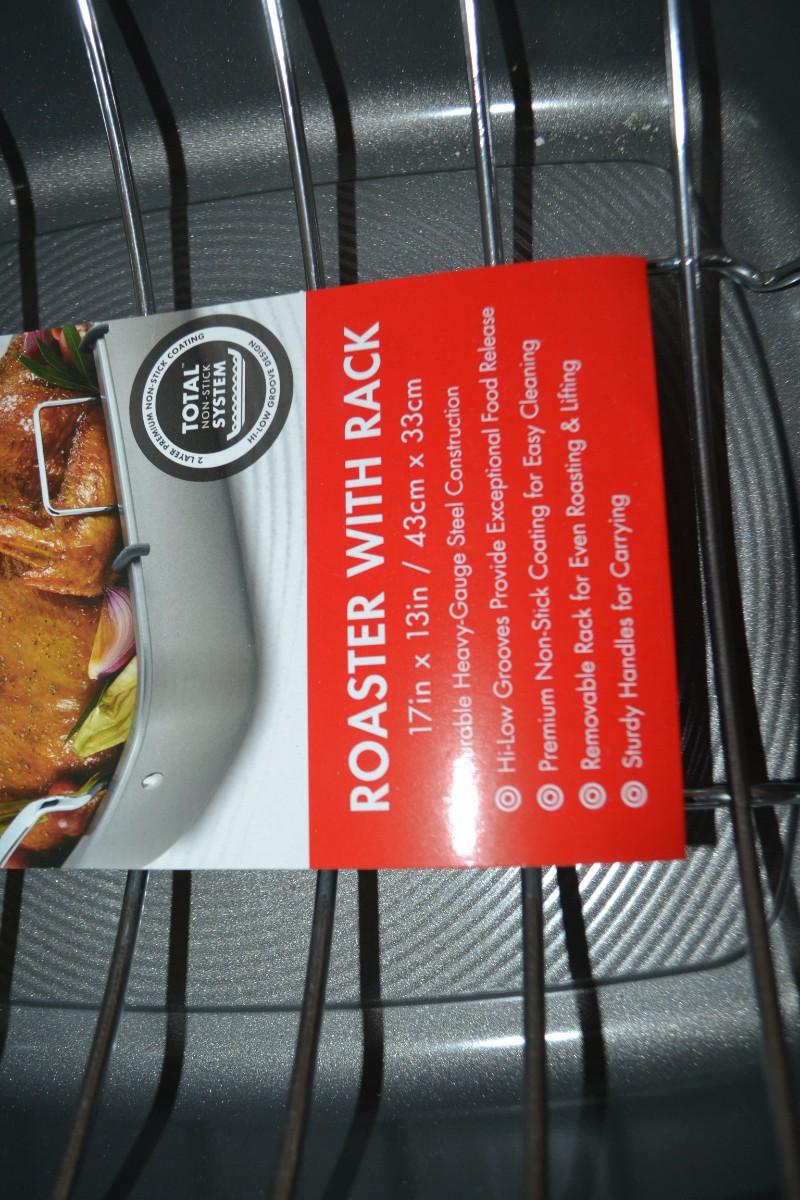 2 LAYER PREMIUM NON-STICK COATING
TOTAL
NON-STICK
SYSTEM
HI-LOW GROOVE DESIGN
ROASTER WITH RACK
17in x 13in / 43cm x 33cm
urable Heavy-Gauge Steel Construction
Hi-Low Grooves Provide Exceptional Food Release
Premium Non-Stick Coating for Easy Cleaning
Removable Rack for Even Roasting & Lifting
Sturdy Handles for Carrying